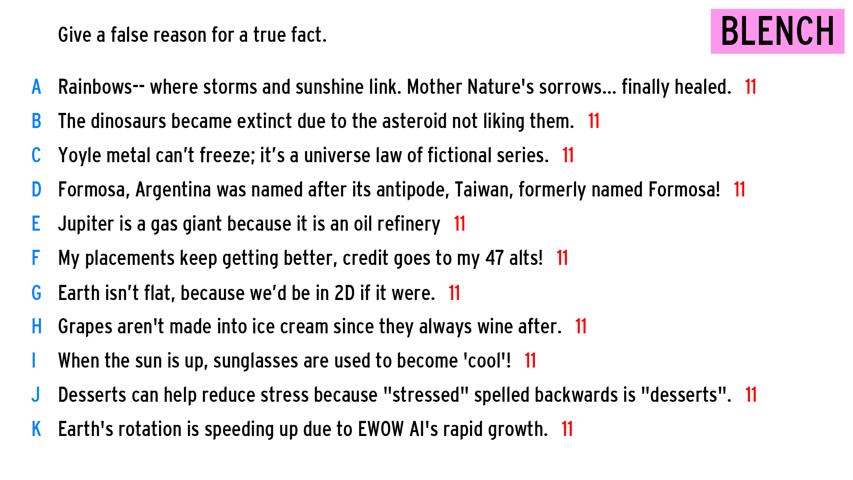 Give a false reason for a true fact.
BLENCH
A Rainbows-- where storms and sunshine link. Mother Nature's sorrows... finally healed. 11
B The dinosaurs became extinct due to the asteroid not liking them. 11
C Yoyle metal can’t freeze; it’s a universe law of fictional series. 11
D Formosa, Argentina was named after its antipode, Taiwan, formerly named Formosa! 11
E Jupiter is a gas giant because it is an oil refinery 11
F My placements keep getting better, credit goes to my 47 alts! 11
G Earth isn’t flat, because we’d be in 2D if it were. 11
H Grapes aren't made into ice cream since they always wine after. 11
I When the sun is up, sunglasses are used to become 'cool'! 11
J Desserts can help reduce stress because "stressed" spelled backwards is "desserts". 11
K Earth's rotation is speeding up due to EWOW AI's rapid growth. 11